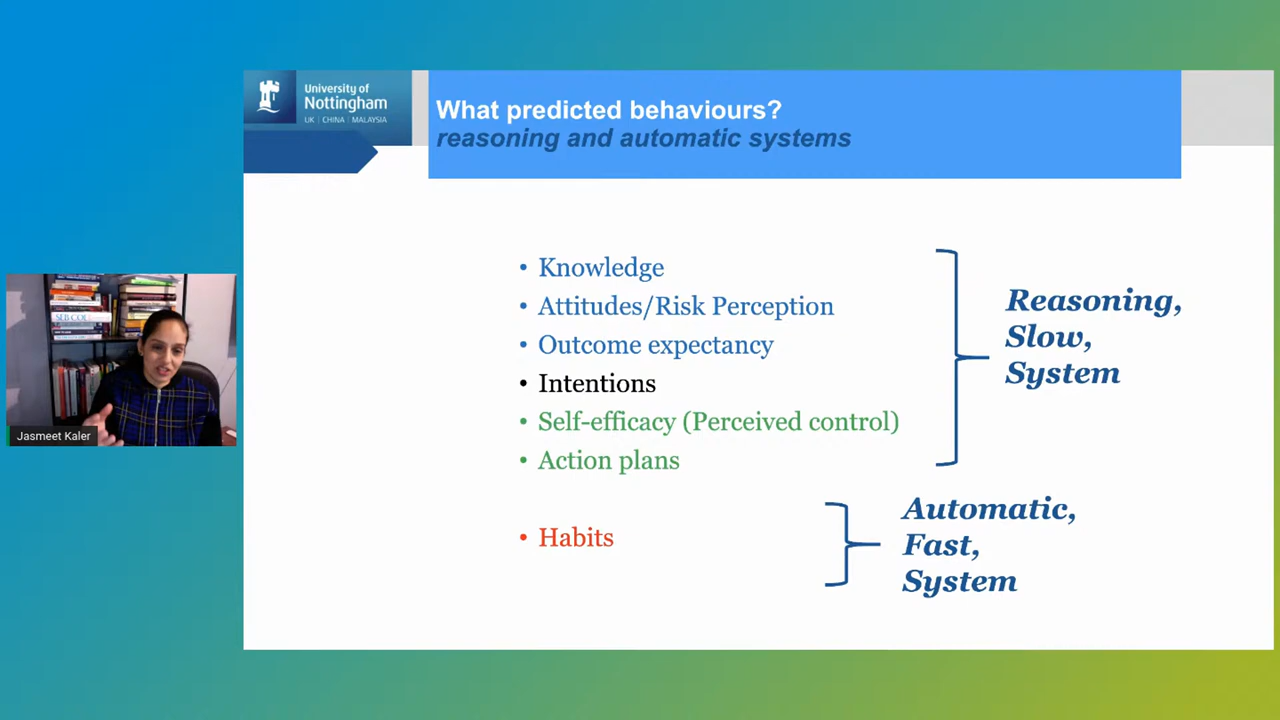 University of
Nottingham
UK | CHINA | MALAYSIA
What predicted behaviours?
reasoning and automatic systems
• Knowledge
• Attitudes/Risk Perception
• Outcome expectancy
• Intentions
• Self-efficacy (Perceived control)
• Action plans
Reasoning,
Slow,
System
• Habits
Automatic,
Fast,
System
Jasmeet Kaler